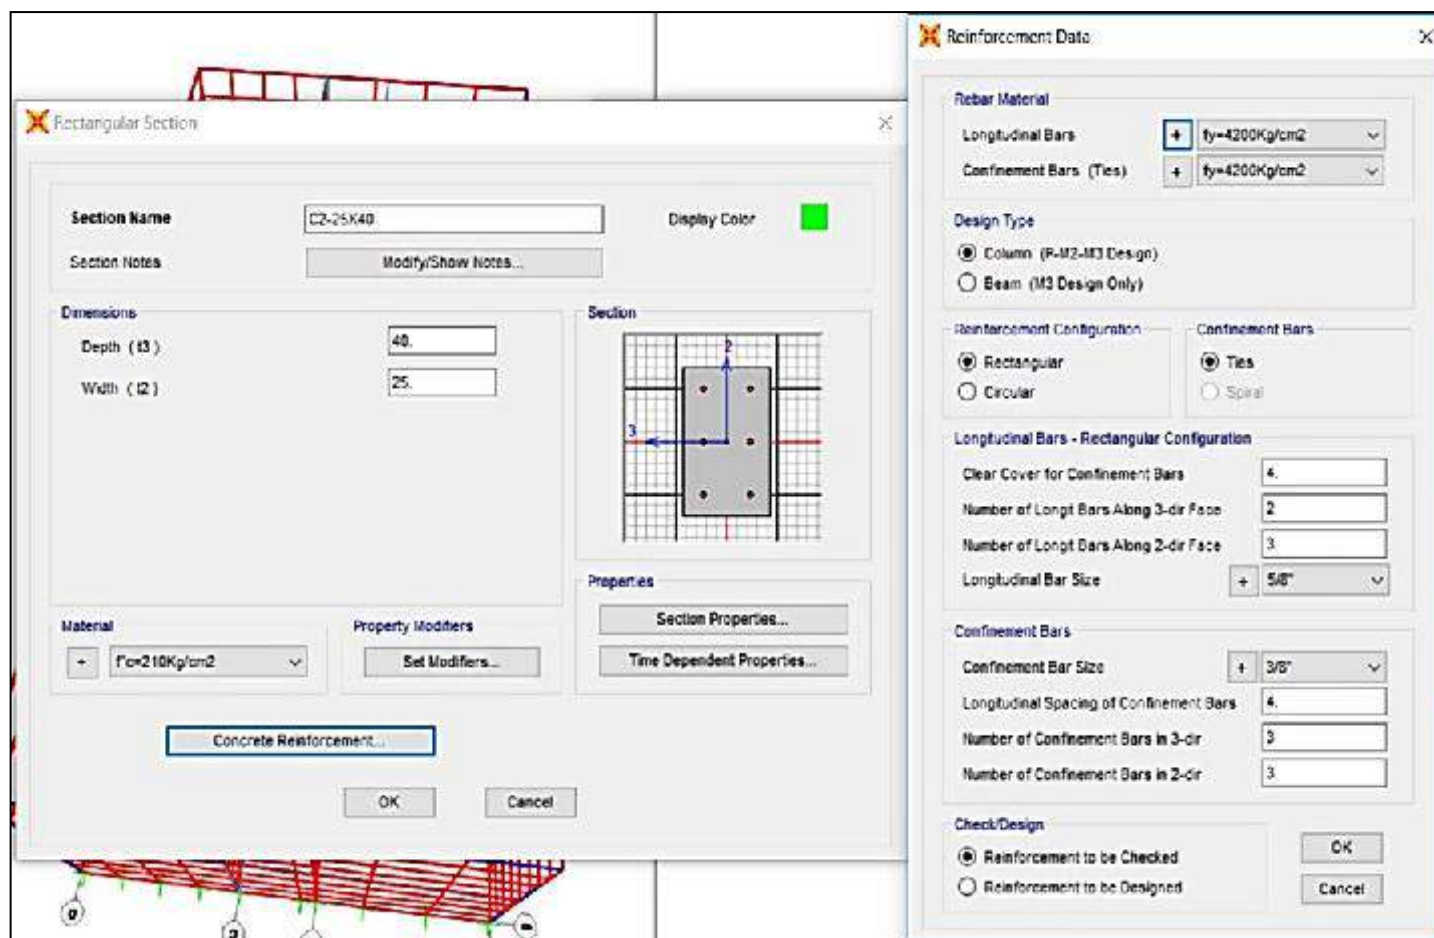 Rectangular Section
Section Name C2-25X40 Display Color
Section Notes Modify/Show Notes...
Dimensions
Depth ( t3 ) 40.
Width ( t2 ) 25.
Section
2
3
Properties
Section Properties...
Time Dependent Properties...
Material
+ f'c=210Kg/cm2
Property Modifiers
Set Modifiers...
Concrete Reinforcement...
OK Cancel
Reinforcement Data
Rebar Material
Longitudinal Bars + fy=4200Kg/cm2
Confinement Bars (Ties) + fy=4200Kg/cm2
Design Type
Column (P-M2-M3 Design)
Beam (M3 Design Only)
Reinforcement Configuration
Rectangular
Circular
Confinement Bars
Ties
Spiral
Longitudinal Bars - Rectangular Configuration
Clear Cover for Confinement Bars 4.
Number of Longit Bars Along 3-dir Face 2
Number of Longit Bars Along 2-dir Face 3
Longitudinal Bar Size + 5/8"
Confinement Bars
Confinement Bar Size + 3/8"
Longitudinal Spacing of Confinement Bars 4.
Number of Confinement Bars in 3-dir 3
Number of Confinement Bars in 2-dir 3
Check/Design
Reinforcement to be Checked
Reinforcement to be Designed
OK
Cancel